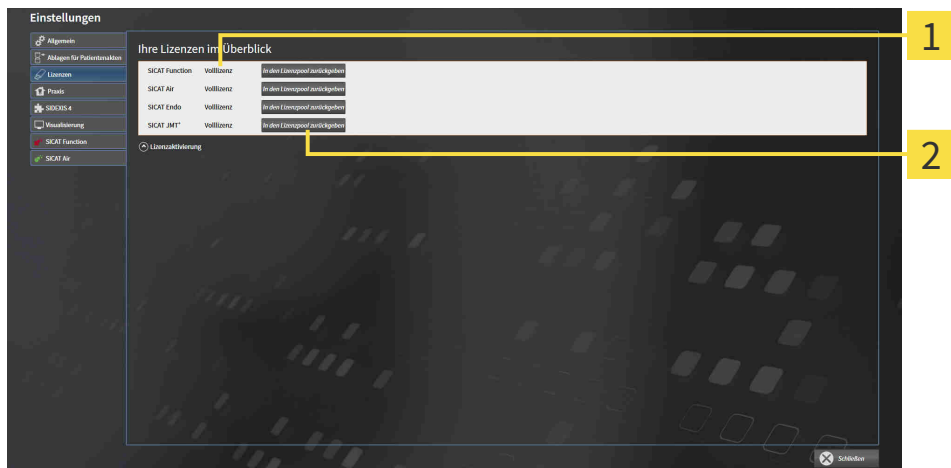 Einstellungen
Allgemein
Ablagen für Patientenakten
Lizenzen
Praxis
SIDEXIS 4
Visualisierung
SICAT Function
SICAT Air
Ihre Lizenzen im Überblick
SICAT Function Volllizenz In den Lizenzpool zurückgeben
SICAT Air Volllizenz In den Lizenzpool zurückgeben
SICAT Endo Volllizenz In den Lizenzpool zurückgeben
SICAT JMT⁺ Volllizenz In den Lizenzpool zurückgeben
Lizenzaktivierung
Schließen
1
2